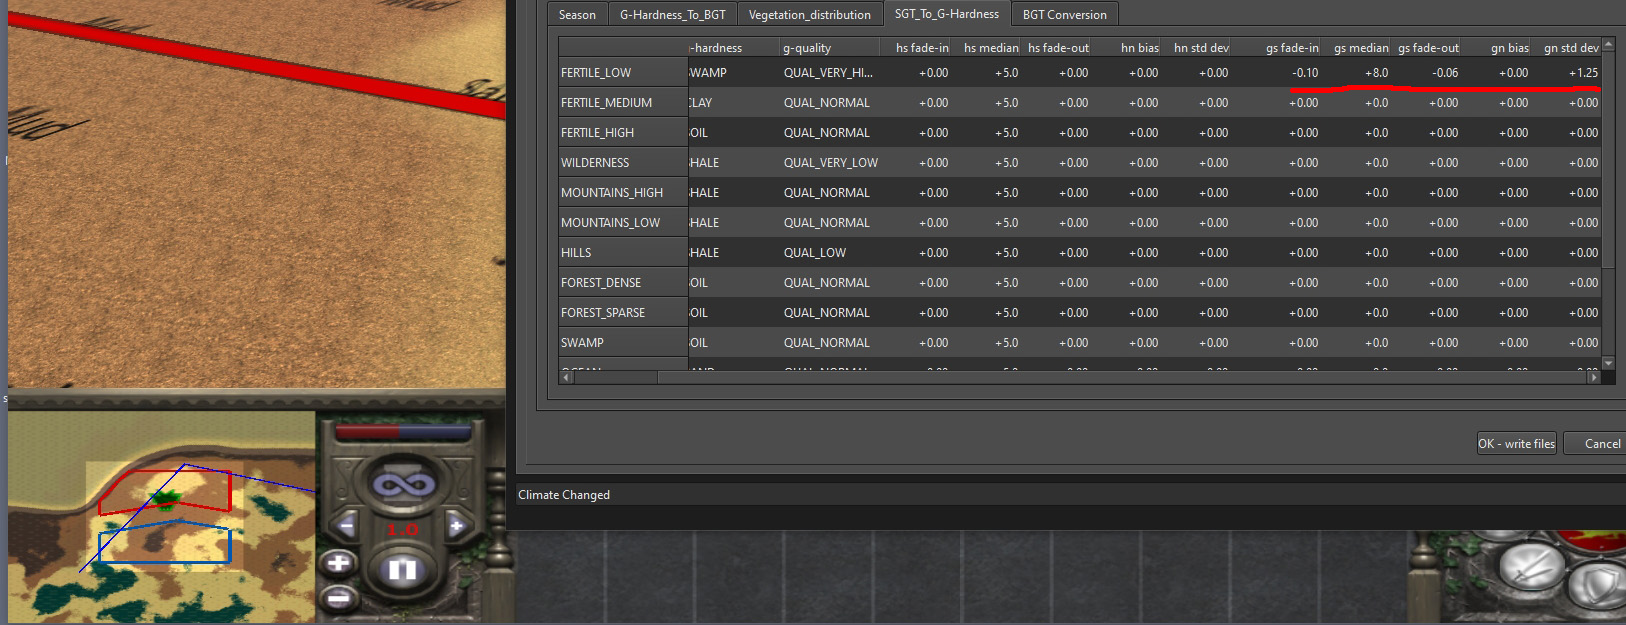 Season G-Hardness_To_BGT Vegetation_distribution SGT_To_G-Hardness BGT Conversion
-hardness g-quality hs fade-in hs median hs fade-out hn bias hn std dev gs fade-in gs median gs fade-out gn bias gn std dev
FERTILE_LOW SWAMP QUAL_VERY_HI... +0.00 +5.0 +0.00 +0.00 +0.00 -0.10 +8.0 -0.06 +0.00 +1.25
FERTILE_MEDIUM CLAY QUAL_NORMAL +0.00 +5.0 +0.00 +0.00 +0.00 +0.00 +0.0 +0.00 +0.00 +0.00
FERTILE_HIGH OIL QUAL_NORMAL +0.00 +5.0 +0.00 +0.00 +0.00 +0.00 +0.0 +0.00 +0.00 +0.00
WILDERNESS HALE QUAL_VERY_LOW +0.00 +5.0 +0.00 +0.00 +0.00 +0.00 +0.0 +0.00 +0.00 +0.00
MOUNTAINS_HIGH HALE QUAL_NORMAL +0.00 +5.0 +0.00 +0.00 +0.00 +0.00 +0.0 +0.00 +0.00 +0.00
MOUNTAINS_LOW HALE QUAL_NORMAL +0.00 +5.0 +0.00 +0.00 +0.00 +0.00 +0.0 +0.00 +0.00 +0.00
HILLS HALE QUAL_LOW +0.00 +5.0 +0.00 +0.00 +0.00 +0.00 +0.0 +0.00 +0.00 +0.00
FOREST_DENSE OIL QUAL_NORMAL +0.00 +5.0 +0.00 +0.00 +0.00 +0.00 +0.0 +0.00 +0.00 +0.00
FOREST_SPARSE OIL QUAL_NORMAL +0.00 +5.0 +0.00 +0.00 +0.00 +0.00 +0.0 +0.00 +0.00 +0.00
SWAMP OIL QUAL_NORMAL +0.00 +5.0 +0.00 +0.00 +0.00 +0.00 +0.0 +0.00 +0.00 +0.00
OK - write files Cancel
Climate Changed
Mud
1.0